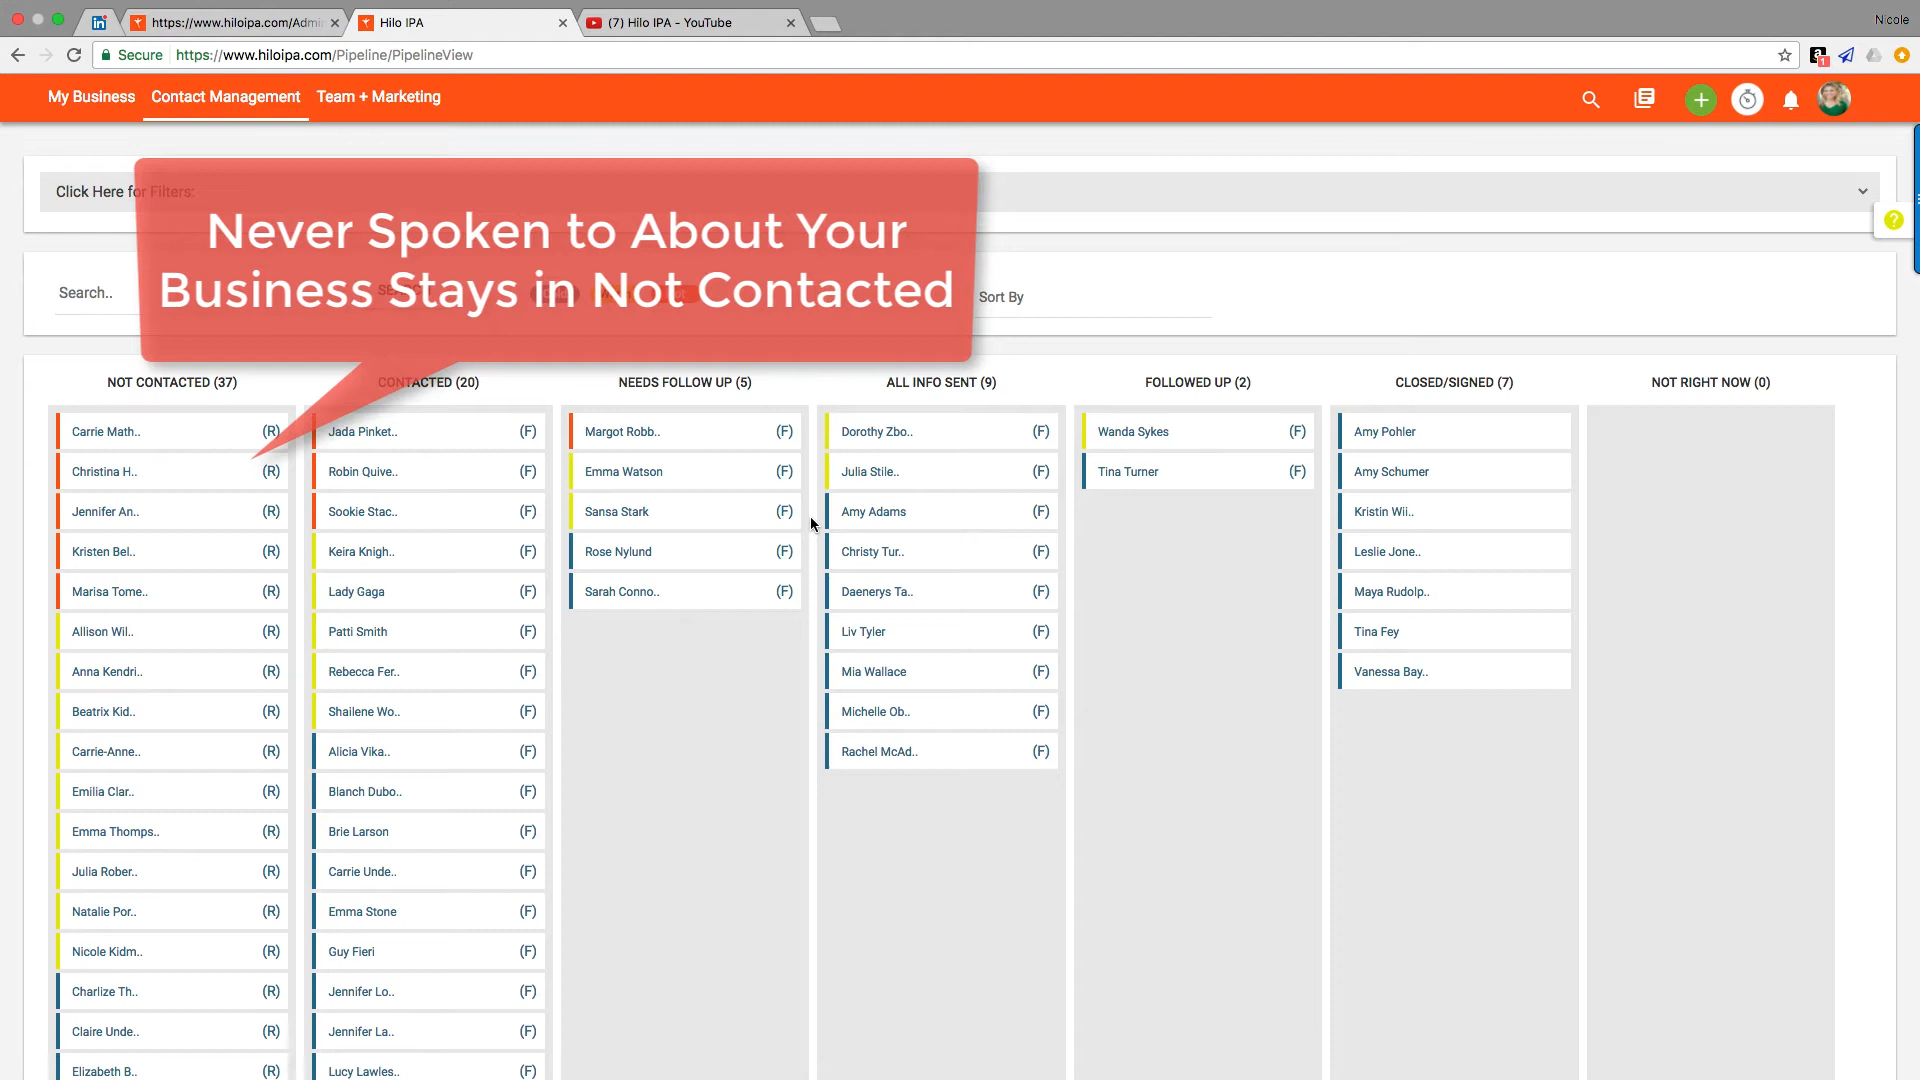 Nicole
https://www.hiloipa.com/Admi
Hilo IPA
(7) Hilo IPA - YouTube
Secure https://www.hiloipa.com/Pipeline/PipelineView
1
My Business Contact Management Team + Marketing
Click Here for Filters:
Never Spoken to About Your
Business Stays in Not Contacted
Search..
Sort By
NOT CONTACTED (37)
Carrie Math.. (R)
Christina H.. (R)
Jennifer An.. (R)
Kristen Bel.. (R)
Marisa Tome.. (R)
Allison Wil.. (R)
Anna Kendri.. (R)
Beatrix Kid.. (R)
Carrie-Anne.. (R)
Emilia Clar.. (R)
Emma Thomps.. (R)
Julia Rober.. (R)
Natalie Por.. (R)
Nicole Kidm.. (R)
Charlize Th.. (R)
Claire Unde.. (R)
Elizabeth B.. (R)
CONTACTED (20)
Jada Pinket.. (F)
Robin Quive.. (F)
Sookie Stac.. (F)
Keira Knigh.. (F)
Lady Gaga (F)
Patti Smith (F)
Rebecca Fer.. (F)
Shailene Wo.. (F)
Alicia Vika.. (F)
Blanch Dubo.. (F)
Brie Larson (F)
Carrie Unde.. (F)
Emma Stone (F)
Guy Fieri (F)
Jennifer Lo.. (F)
Jennifer La.. (F)
Lucy Lawles.. (F)
NEEDS FOLLOW UP (5)
Margot Robb.. (F)
Emma Watson (F)
Sansa Stark (F)
Rose Nylund (F)
Sarah Conno.. (F)
ALL INFO SENT (9)
Dorothy Zbo.. (F)
Julia Stile.. (F)
Amy Adams (F)
Christy Tur.. (F)
Daenerys Ta.. (F)
Liv Tyler (F)
Mia Wallace (F)
Michelle Ob.. (F)
Rachel McAd.. (F)
FOLLOWED UP (2)
Wanda Sykes (F)
Tina Turner (F)
CLOSED/SIGNED (7)
Amy Pohler
Amy Schumer
Kristin Wii..
Leslie Jone..
Maya Rudolp..
Tina Fey
Vanessa Bay..
NOT RIGHT NOW (0)